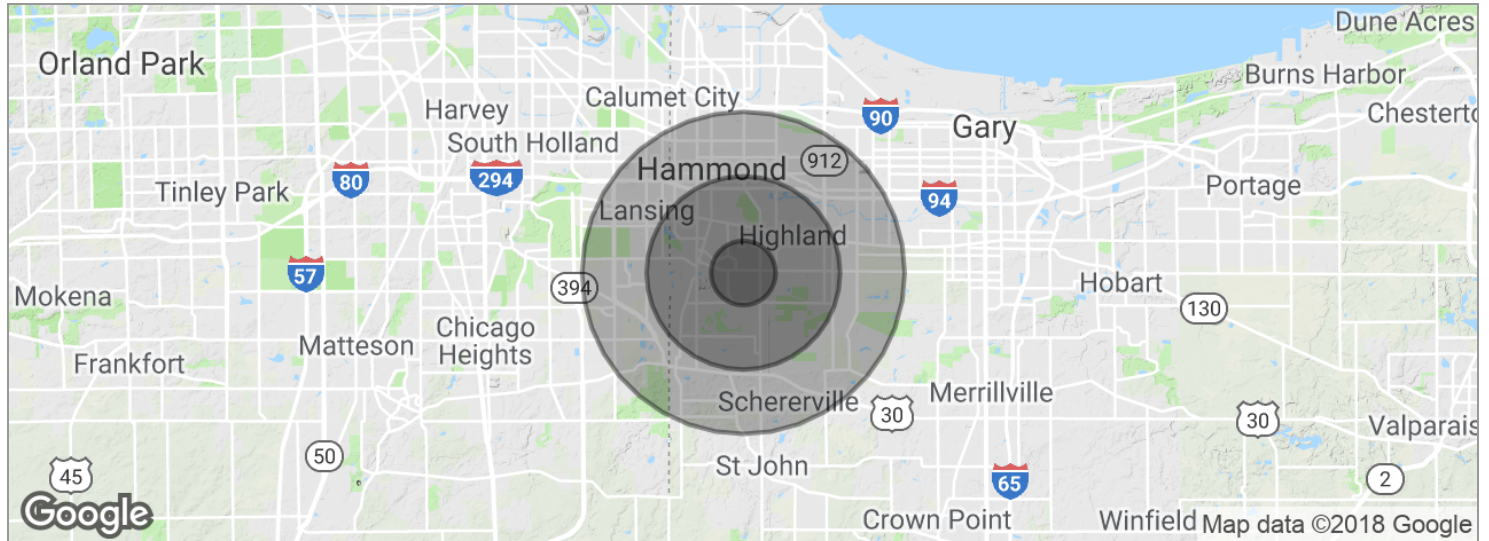 Dune Acres
Orland Park
Burns Harbor
Calumet City
Harvey
90
Gary
Chesterto
South Holland
912
Hammond
80
294
Tinley Park
94
Portage
Lansing
Highland
57
394
Hobart
Mokena
130
Chicago
Heights
Matteson
Frankfort
Merrillville
Schererville
30
30
Valparais
50
St John
45
65
2
Google
Crown Point
Winfield
Map data ©2018 Google